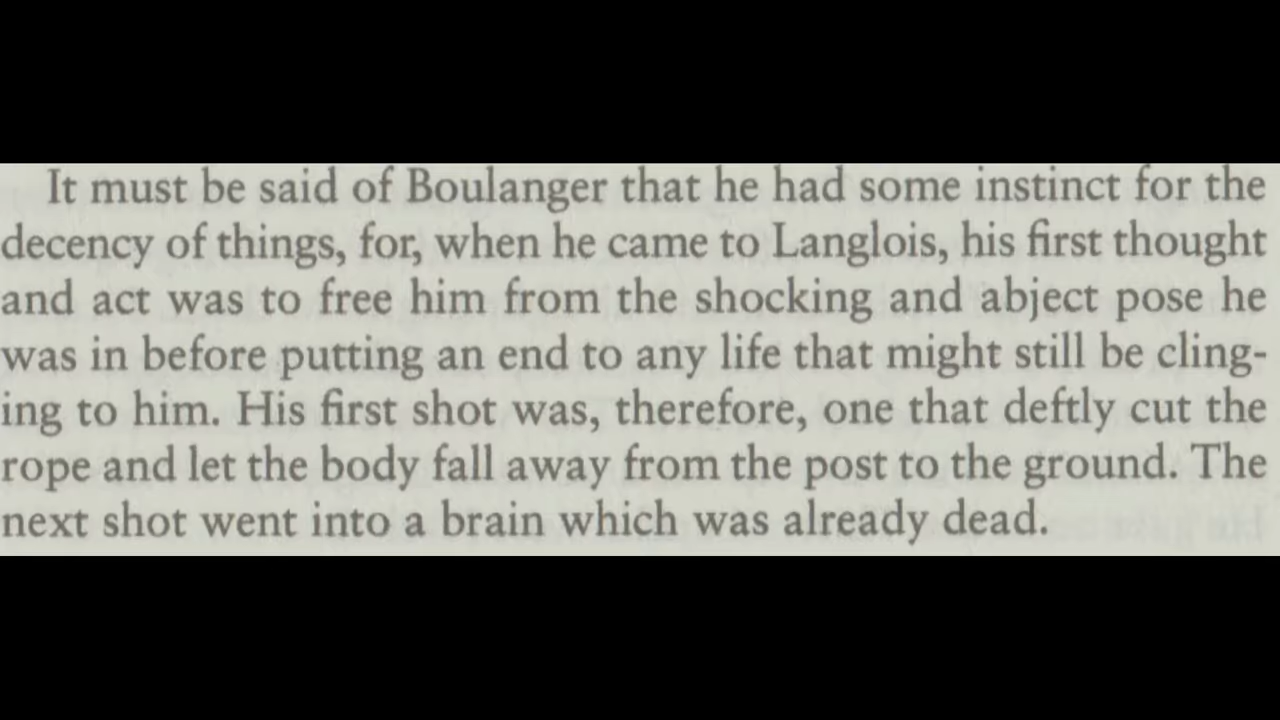 It must be said of Boulanger that he had some instinct for the
decency of things, for, when he came to Langlois, his first thought
and act was to free him from the shocking and abject pose he
was in before putting an end to any life that might still be cling-
ing to him. His first shot was, therefore, one that deftly cut the
rope and let the body fall away from the post to the ground. The
next shot went into a brain which was already dead.